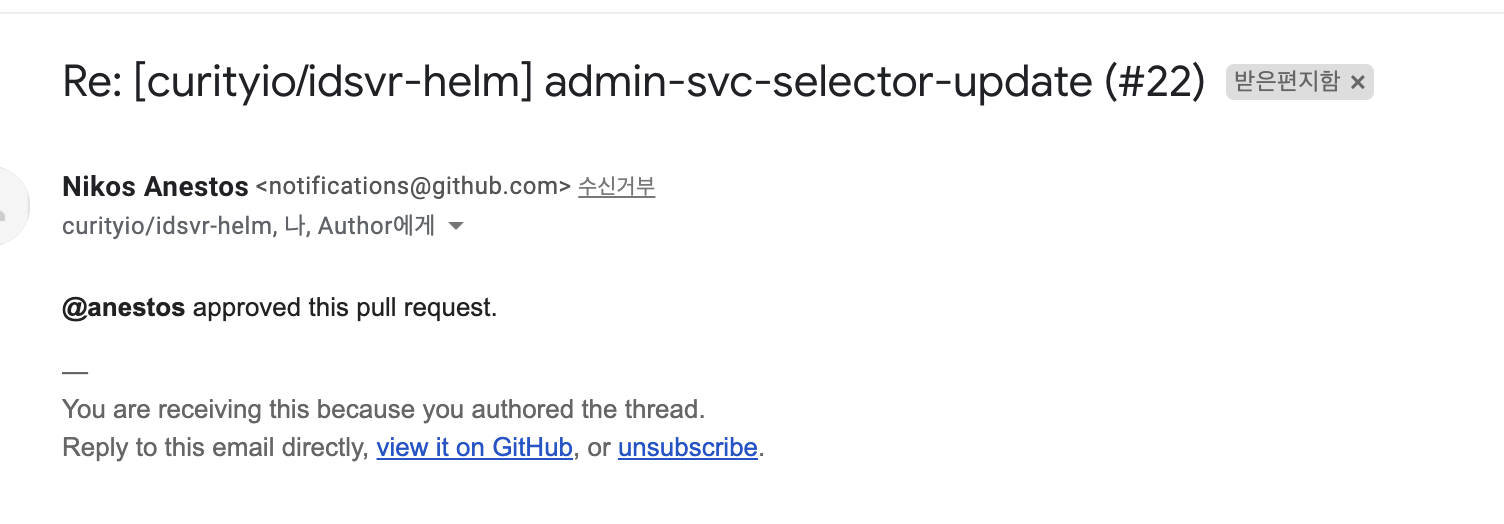 Re: [curityio/idsvr-helm] admin-svc-selector-update (#22) 받은편지함 ×
Nikos Anestos <notifications@github.com> 수신거부
curityio/idsvr-helm, 나, Author에게
@anestos approved this pull request.
—
You are receiving this because you authored the thread.
Reply to this email directly, view it on GitHub, or unsubscribe.